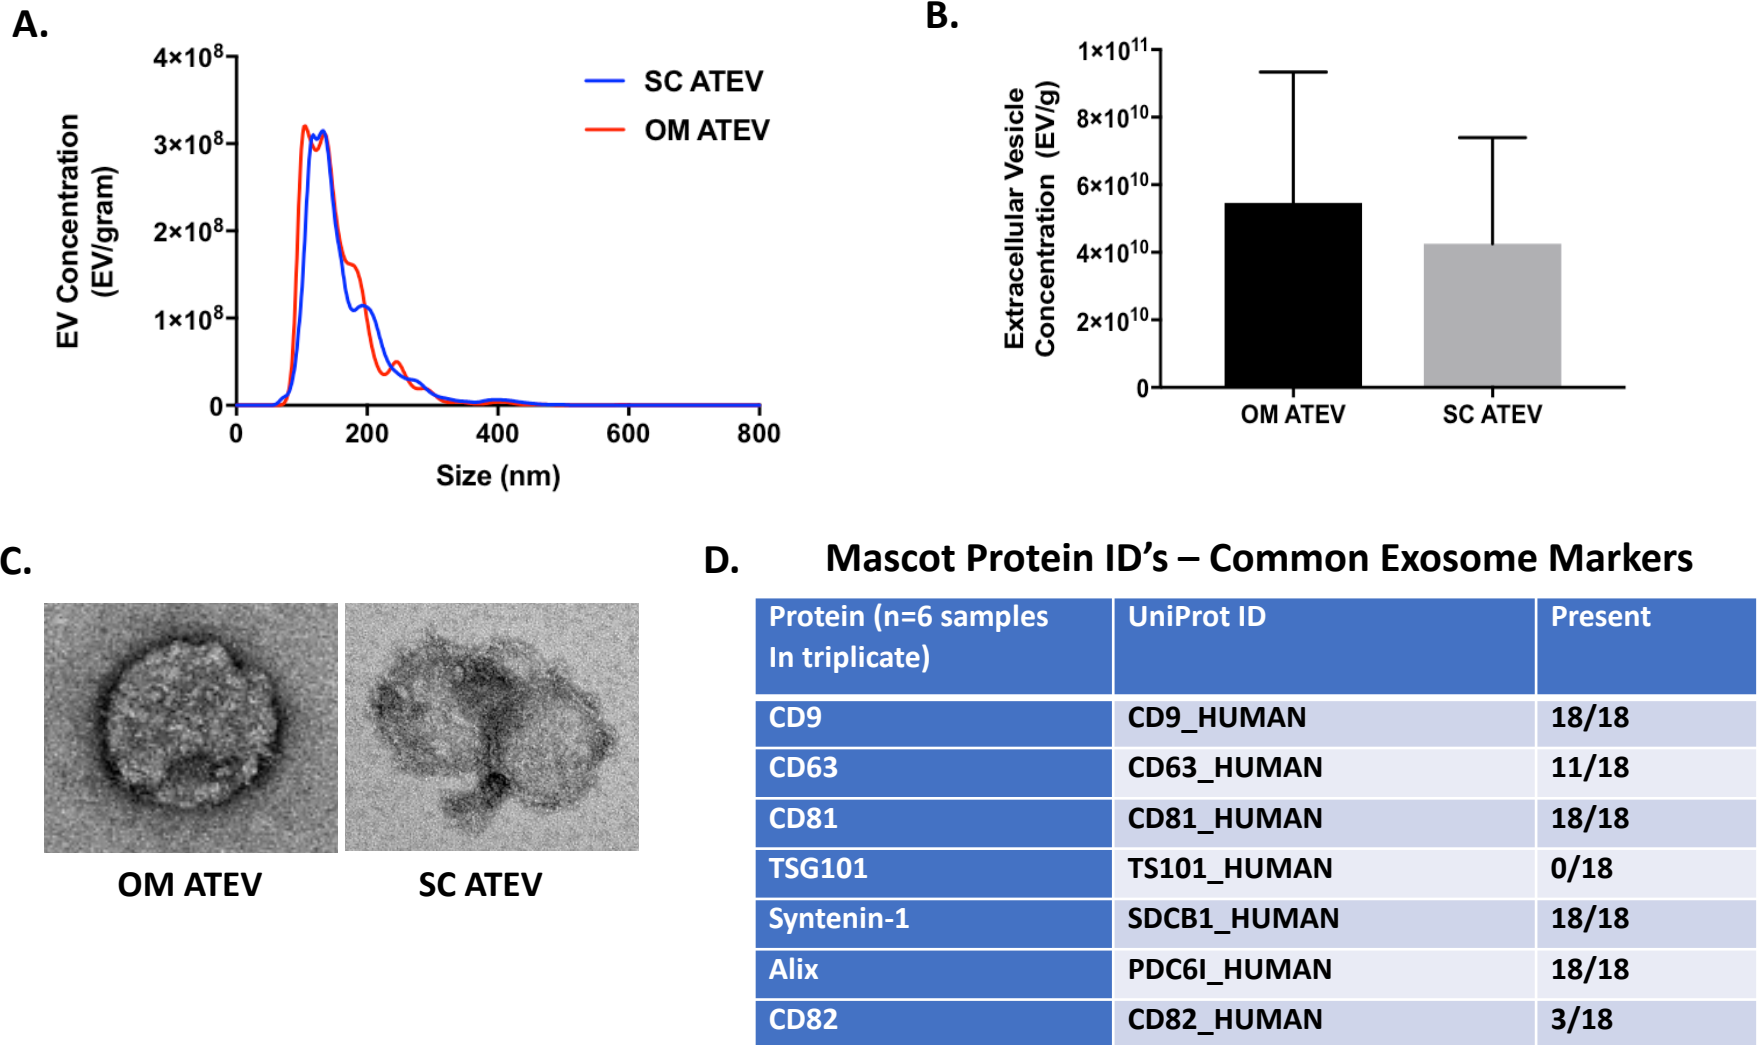 A.
4×10⁸
3×10⁸
2×10⁸
1×10⁸
0
EV Concentration
(EV/gram)
SC ATEV
OM ATEV
0 200 400 600 800
Size (nm)
B.
1×10¹¹
8×10¹⁰
6×10¹⁰
4×10¹⁰
2×10¹⁰
0
Extracellular Vesicle
Concentration (EV/g)
OM ATEV SC ATEV
C.
OM ATEV SC ATEV
D.
Mascot Protein ID’s – Common Exosome Markers
Protein (n=6 samples
In triplicate) UniProt ID Present
CD9 CD9_HUMAN 18/18
CD63 CD63_HUMAN 11/18
CD81 CD81_HUMAN 18/18
TSG101 TS101_HUMAN 0/18
Syntenin-1 SDCB1_HUMAN 18/18
Alix PDC6I_HUMAN 18/18
CD82 CD82_HUMAN 3/18